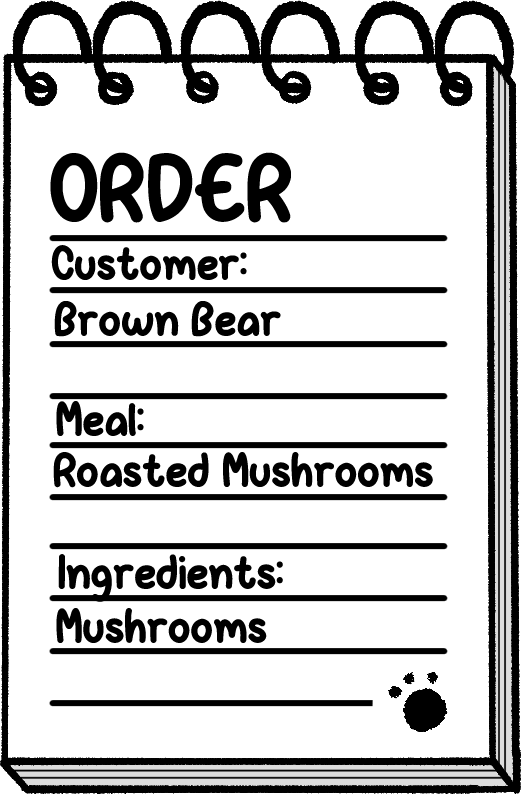 ORDER
Customer:
Brown Bear
Meal:
Roasted Mushrooms
Ingredients:
Mushrooms